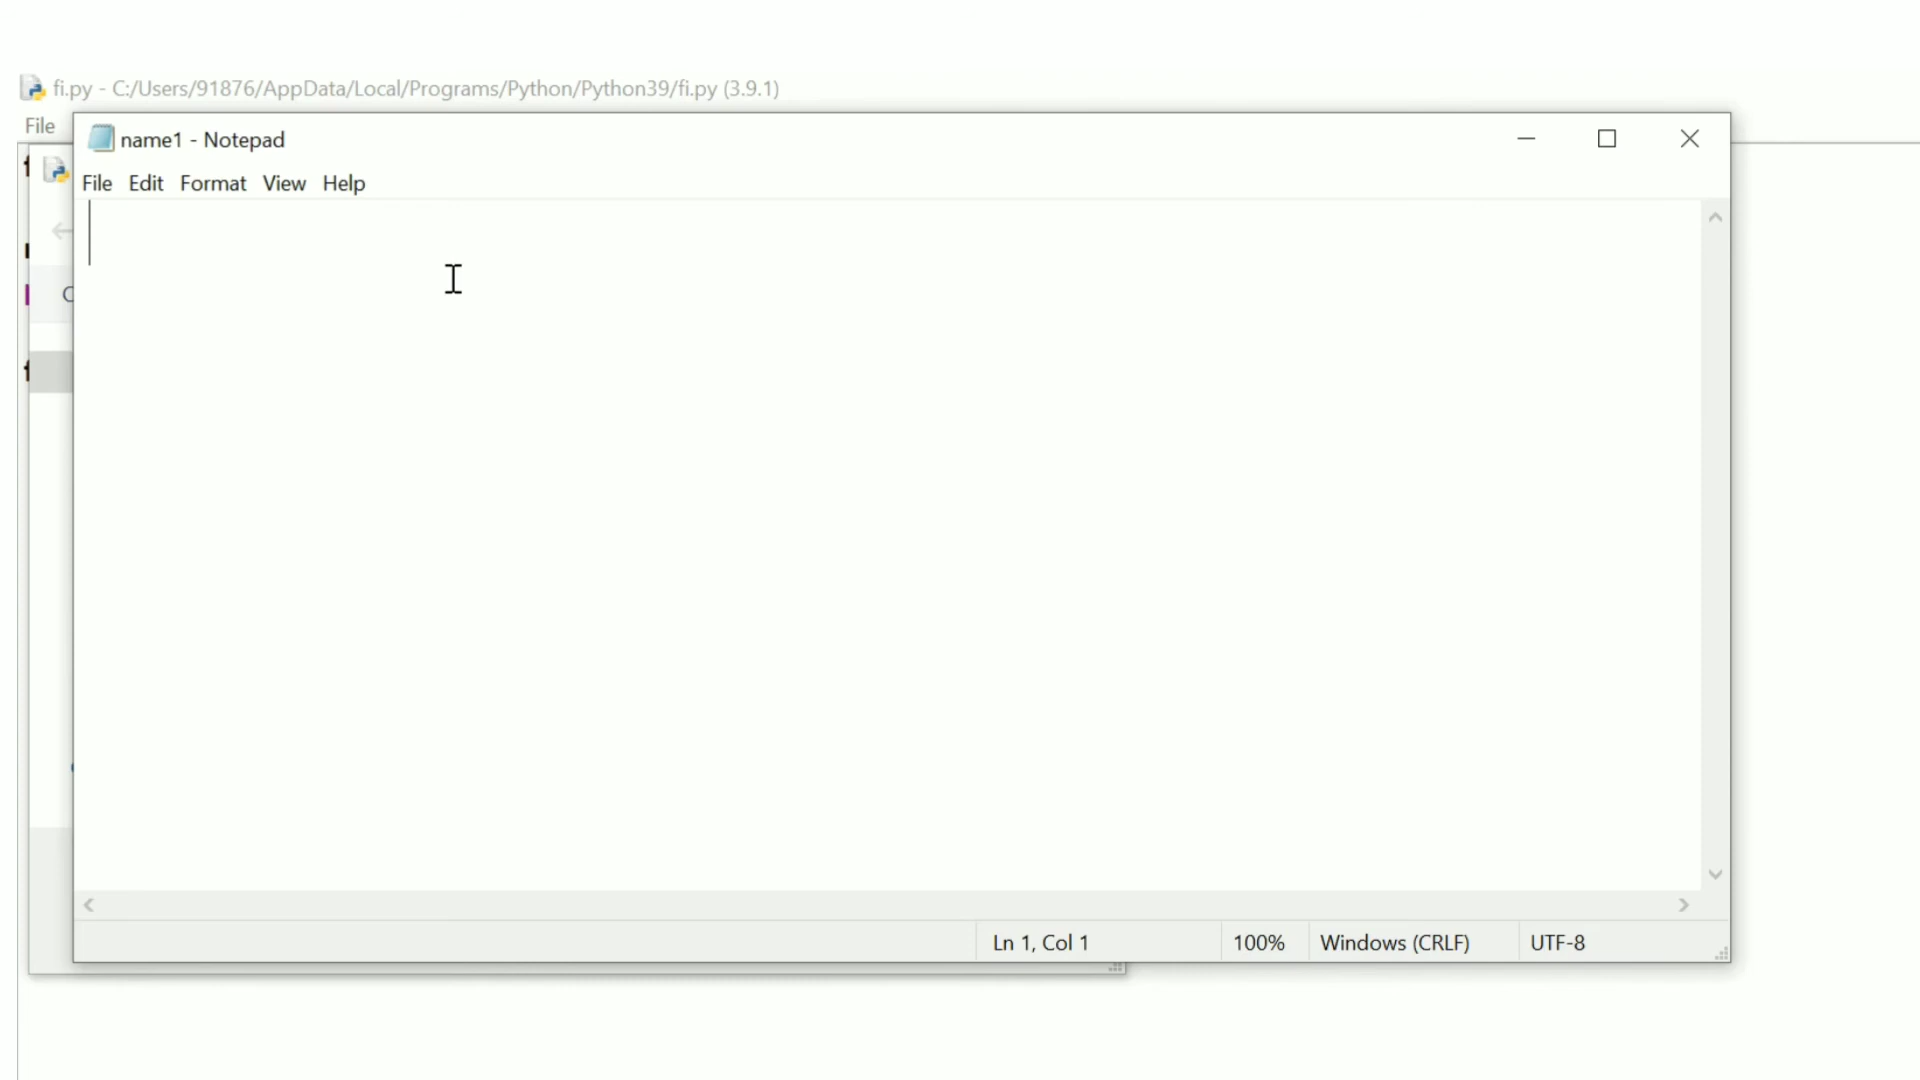 fi.py - C:/Users/91876/AppData/Local/Programs/Python/Python39/fi.py (3.9.1)
File
name1 - Notepad
File Edit Format View Help
Ln 1, Col 1 100% Windows (CRLF) UTF-8